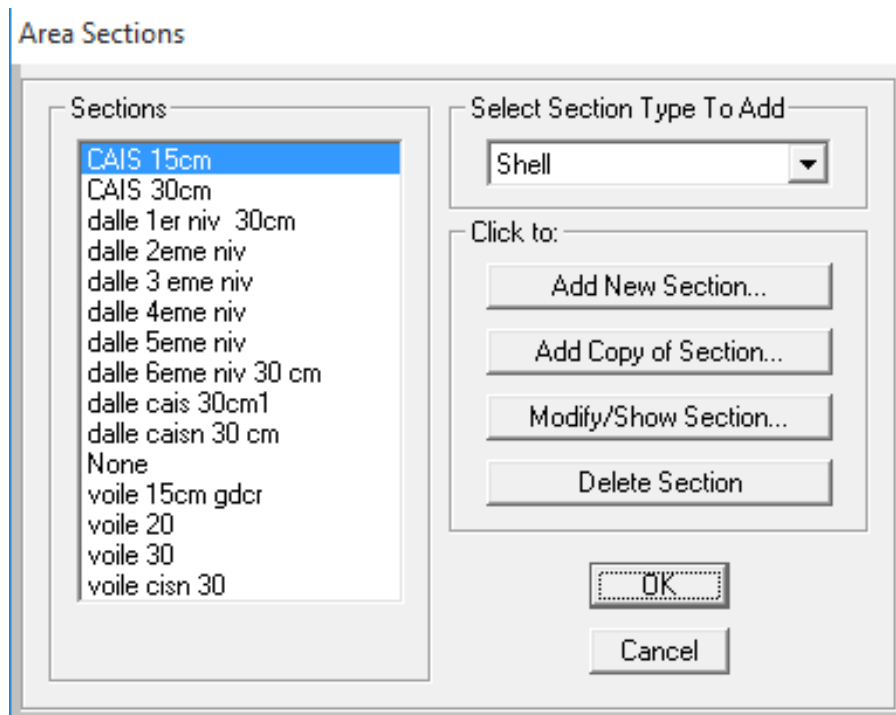 Area Sections
Sections
CAIS 15cm
CAIS 30cm
dalle 1er niv  30cm
dalle 2eme niv
dalle 3 eme niv
dalle 4eme niv
dalle 5eme niv
dalle 6eme niv 30 cm
dalle cais 30cm1
dalle caisn 30 cm
None
voile 15cm gdcr
voile 20
voile 30
voile cisn 30
Select Section Type To Add
Shell
Click to:
Add New Section...
Add Copy of Section...
Modify/Show Section...
Delete Section
OK
Cancel